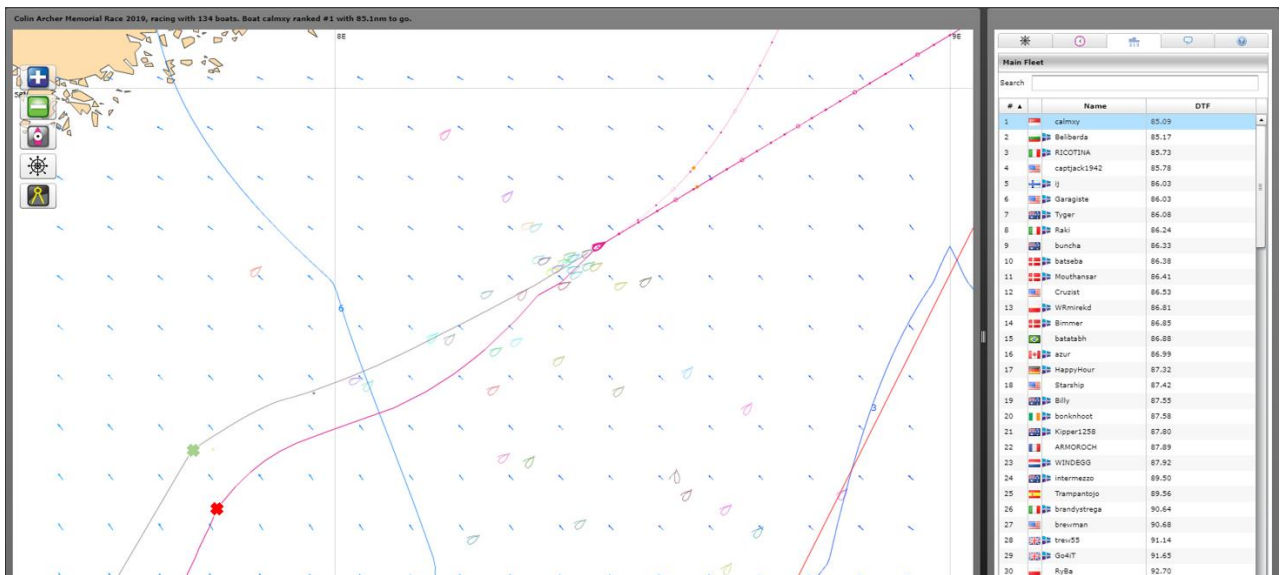 Colin Archer Memorial Race 2019, racing with 134 boats. Boat calmxy ranked #1 with 85.1nm to go.
8E
9E
6
3
Main Fleet
Search
# ▲ Name DTF
1 calmxy 85.09
2 Beliberda 85.17
3 RICOTINA 85.73
4 captjack1942 85.78
5 ij 86.03
6 Garagiste 86.03
7 Tyger 86.08
8 Raki 86.24
9 buncha 86.33
10 batseba 86.38
11 Mouthansar 86.41
12 Cruzist 86.53
13 WRmirekd 86.81
14 Bimmer 86.85
15 batatabh 86.88
16 azur 86.99
17 HappyHour 87.32
18 Starship 87.42
19 Billy 87.55
20 bonknhoot 87.58
21 Kipper1258 87.80
22 ARMOROCH 87.89
23 WINDEGG 87.92
24 intermezzo 89.50
25 Trampantojo 89.56
26 brandystrega 90.64
27 brewman 90.68
28 trew55 91.14
29 Go4iT 91.65
30 RyBa 92.70